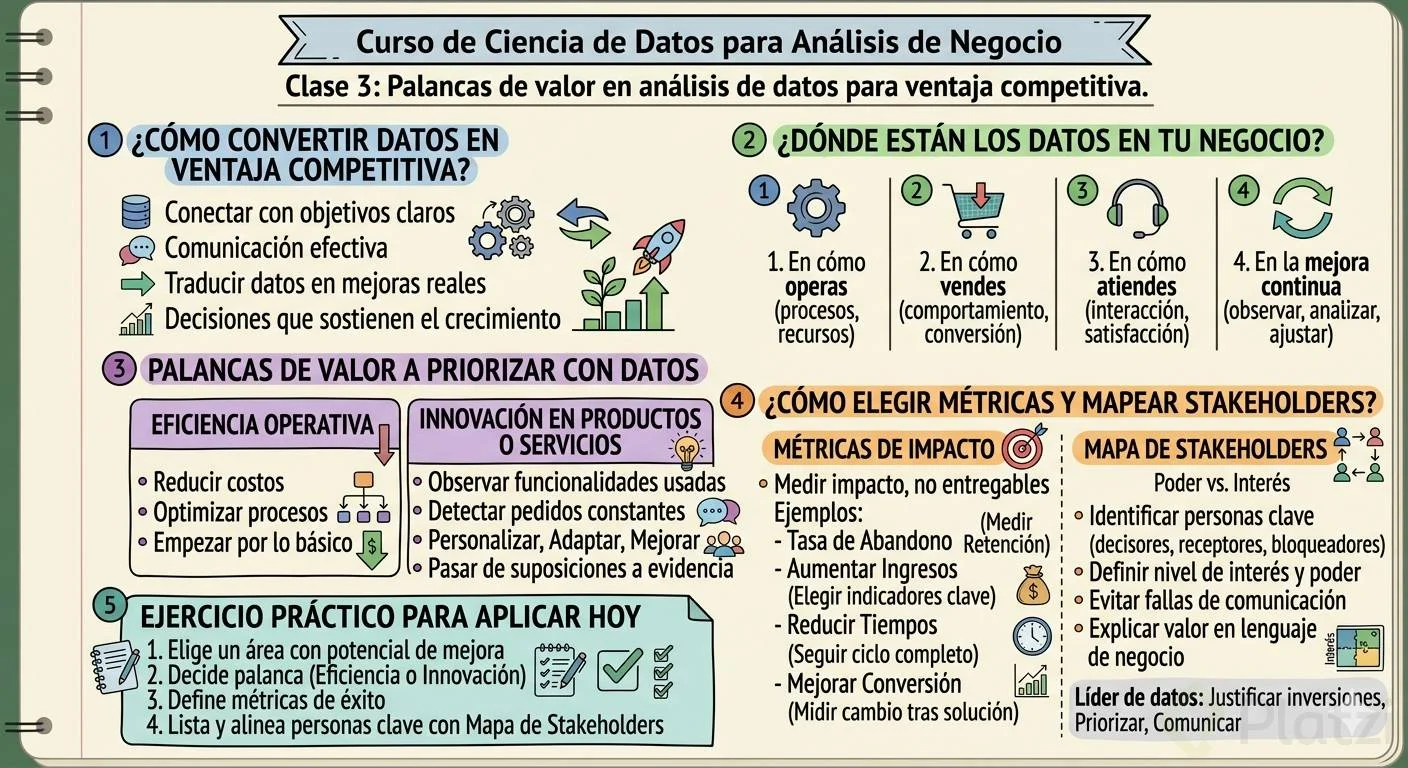 Curso de Ciencia de Datos para Análisis de Negocio
Clase 3: Palancas de valor en análisis de datos para ventaja competitiva.
1 ¿CÓMO CONVERTIR DATOS EN
VENTAJA COMPETITIVA?
Conectar con objetivos claros
Comunicación efectiva
Traducir datos en mejoras reales
Decisiones que sostienen el crecimiento
2 ¿DÓNDE ESTÁN LOS DATOS EN TU NEGOCIO?
1
1. En cómo
operas
(procesos,
recursos)
2
2. En cómo
vendes
(comportamiento,
conversión)
3
3. En cómo
atiendes
(interacción,
satisfacción)
4
4. En la mejora
continua
(observar, analizar,
ajustar)
3 PALANCAS DE VALOR A PRIORIZAR CON DATOS
EFICIENCIA OPERATIVA
• Reducir costos
• Optimizar procesos
• Empezar por lo básico
$
INNOVACIÓN EN PRODUCTOS
O SERVICIOS
• Observar funcionalidades usadas
• Detectar pedidos constantes
• Personalizar, Adaptar, Mejorar
• Pasar de suposiciones a evidencia
4 ¿CÓMO ELEGIR MÉTRICAS Y MAPEAR STAKEHOLDERS?
MÉTRICAS DE IMPACTO
• Medir impacto, no entregables
Ejemplos:
- Tasa de Abandono (Medir
Retención)
- Aumentar Ingresos
(Elegir indicadores clave)
$
- Reducir Tiempos
(Seguir ciclo completo)
- Mejorar Conversión
(Midir cambio tras solución)
MAPA DE STAKEHOLDERS
Poder vs. Interés
• Identificar personas clave
(decisores, receptores, bloqueadores)
• Definir nivel de interés y poder
• Evitar fallas de comunicación
• Explicar valor en lenguaje
de negocio
Interés
Líder de datos: Justificar inversiones,
Priorizar, Comunicar
Platzi
5 EJERCICIO PRÁCTICO PARA APLICAR HOY
1. Elige un área con potencial de mejora
2. Decide palanca (Eficiencia o Innovación)
3. Define métricas de éxito
4. Lista y alinea personas clave con Mapa de Stakeholders